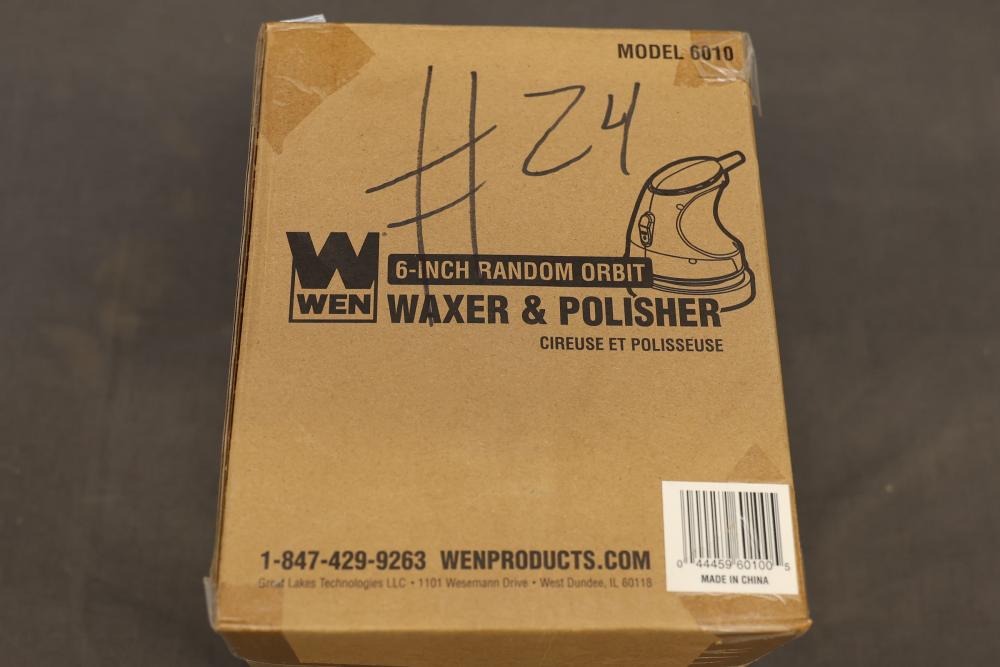 MODEL 6010
#24
WEN
6-INCH RANDOM ORBIT
WAXER & POLISHER
CIREUSE ET POLISSEUSE
1-847-429-9263 WENPRODUCTS.COM
Great Lakes Technologies LLC • 1101 Wesemann Drive • West Dundee, IL 60118
0 44459 60100 5
MADE IN CHINA